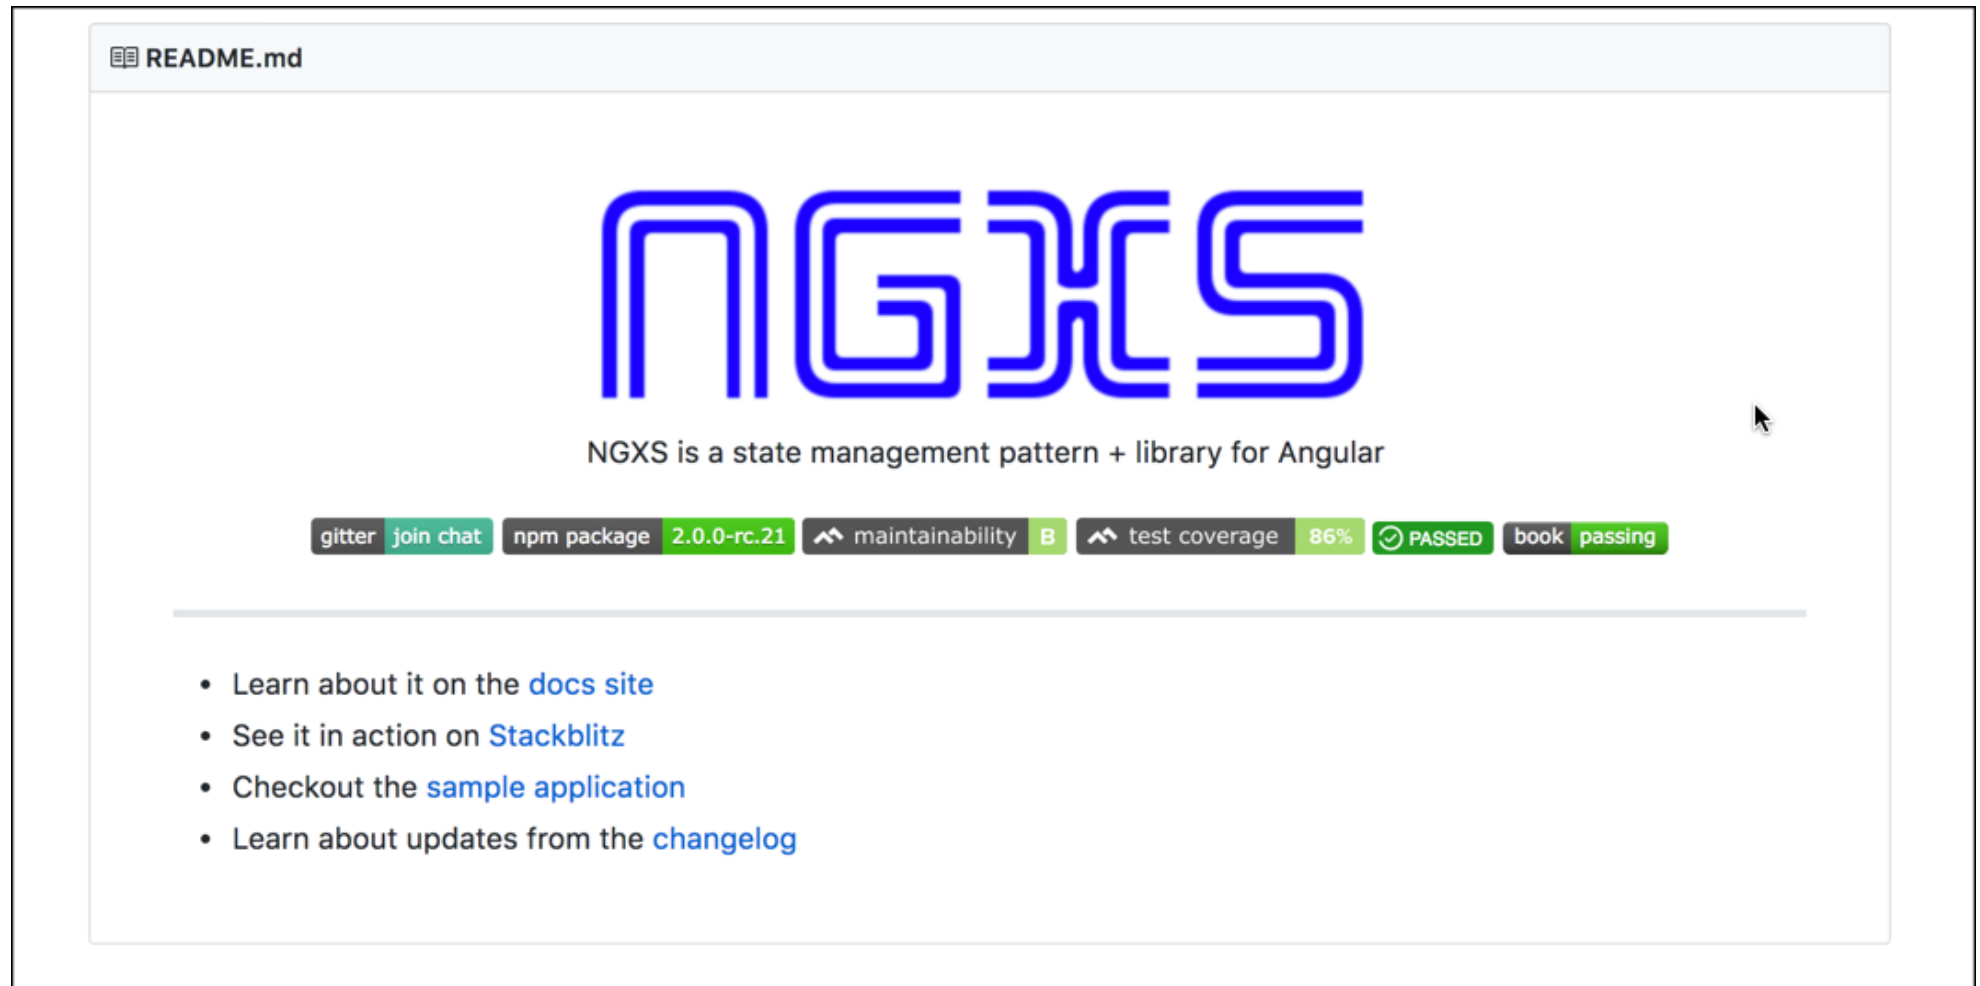 README.md
NGXS
NGXS is a state management pattern + library for Angular
gitter join chat npm package 2.0.0-rc.21 maintainability B test coverage 86% PASSED book passing
• Learn about it on the docs site
• See it in action on Stackblitz
• Checkout the sample application
• Learn about updates from the changelog